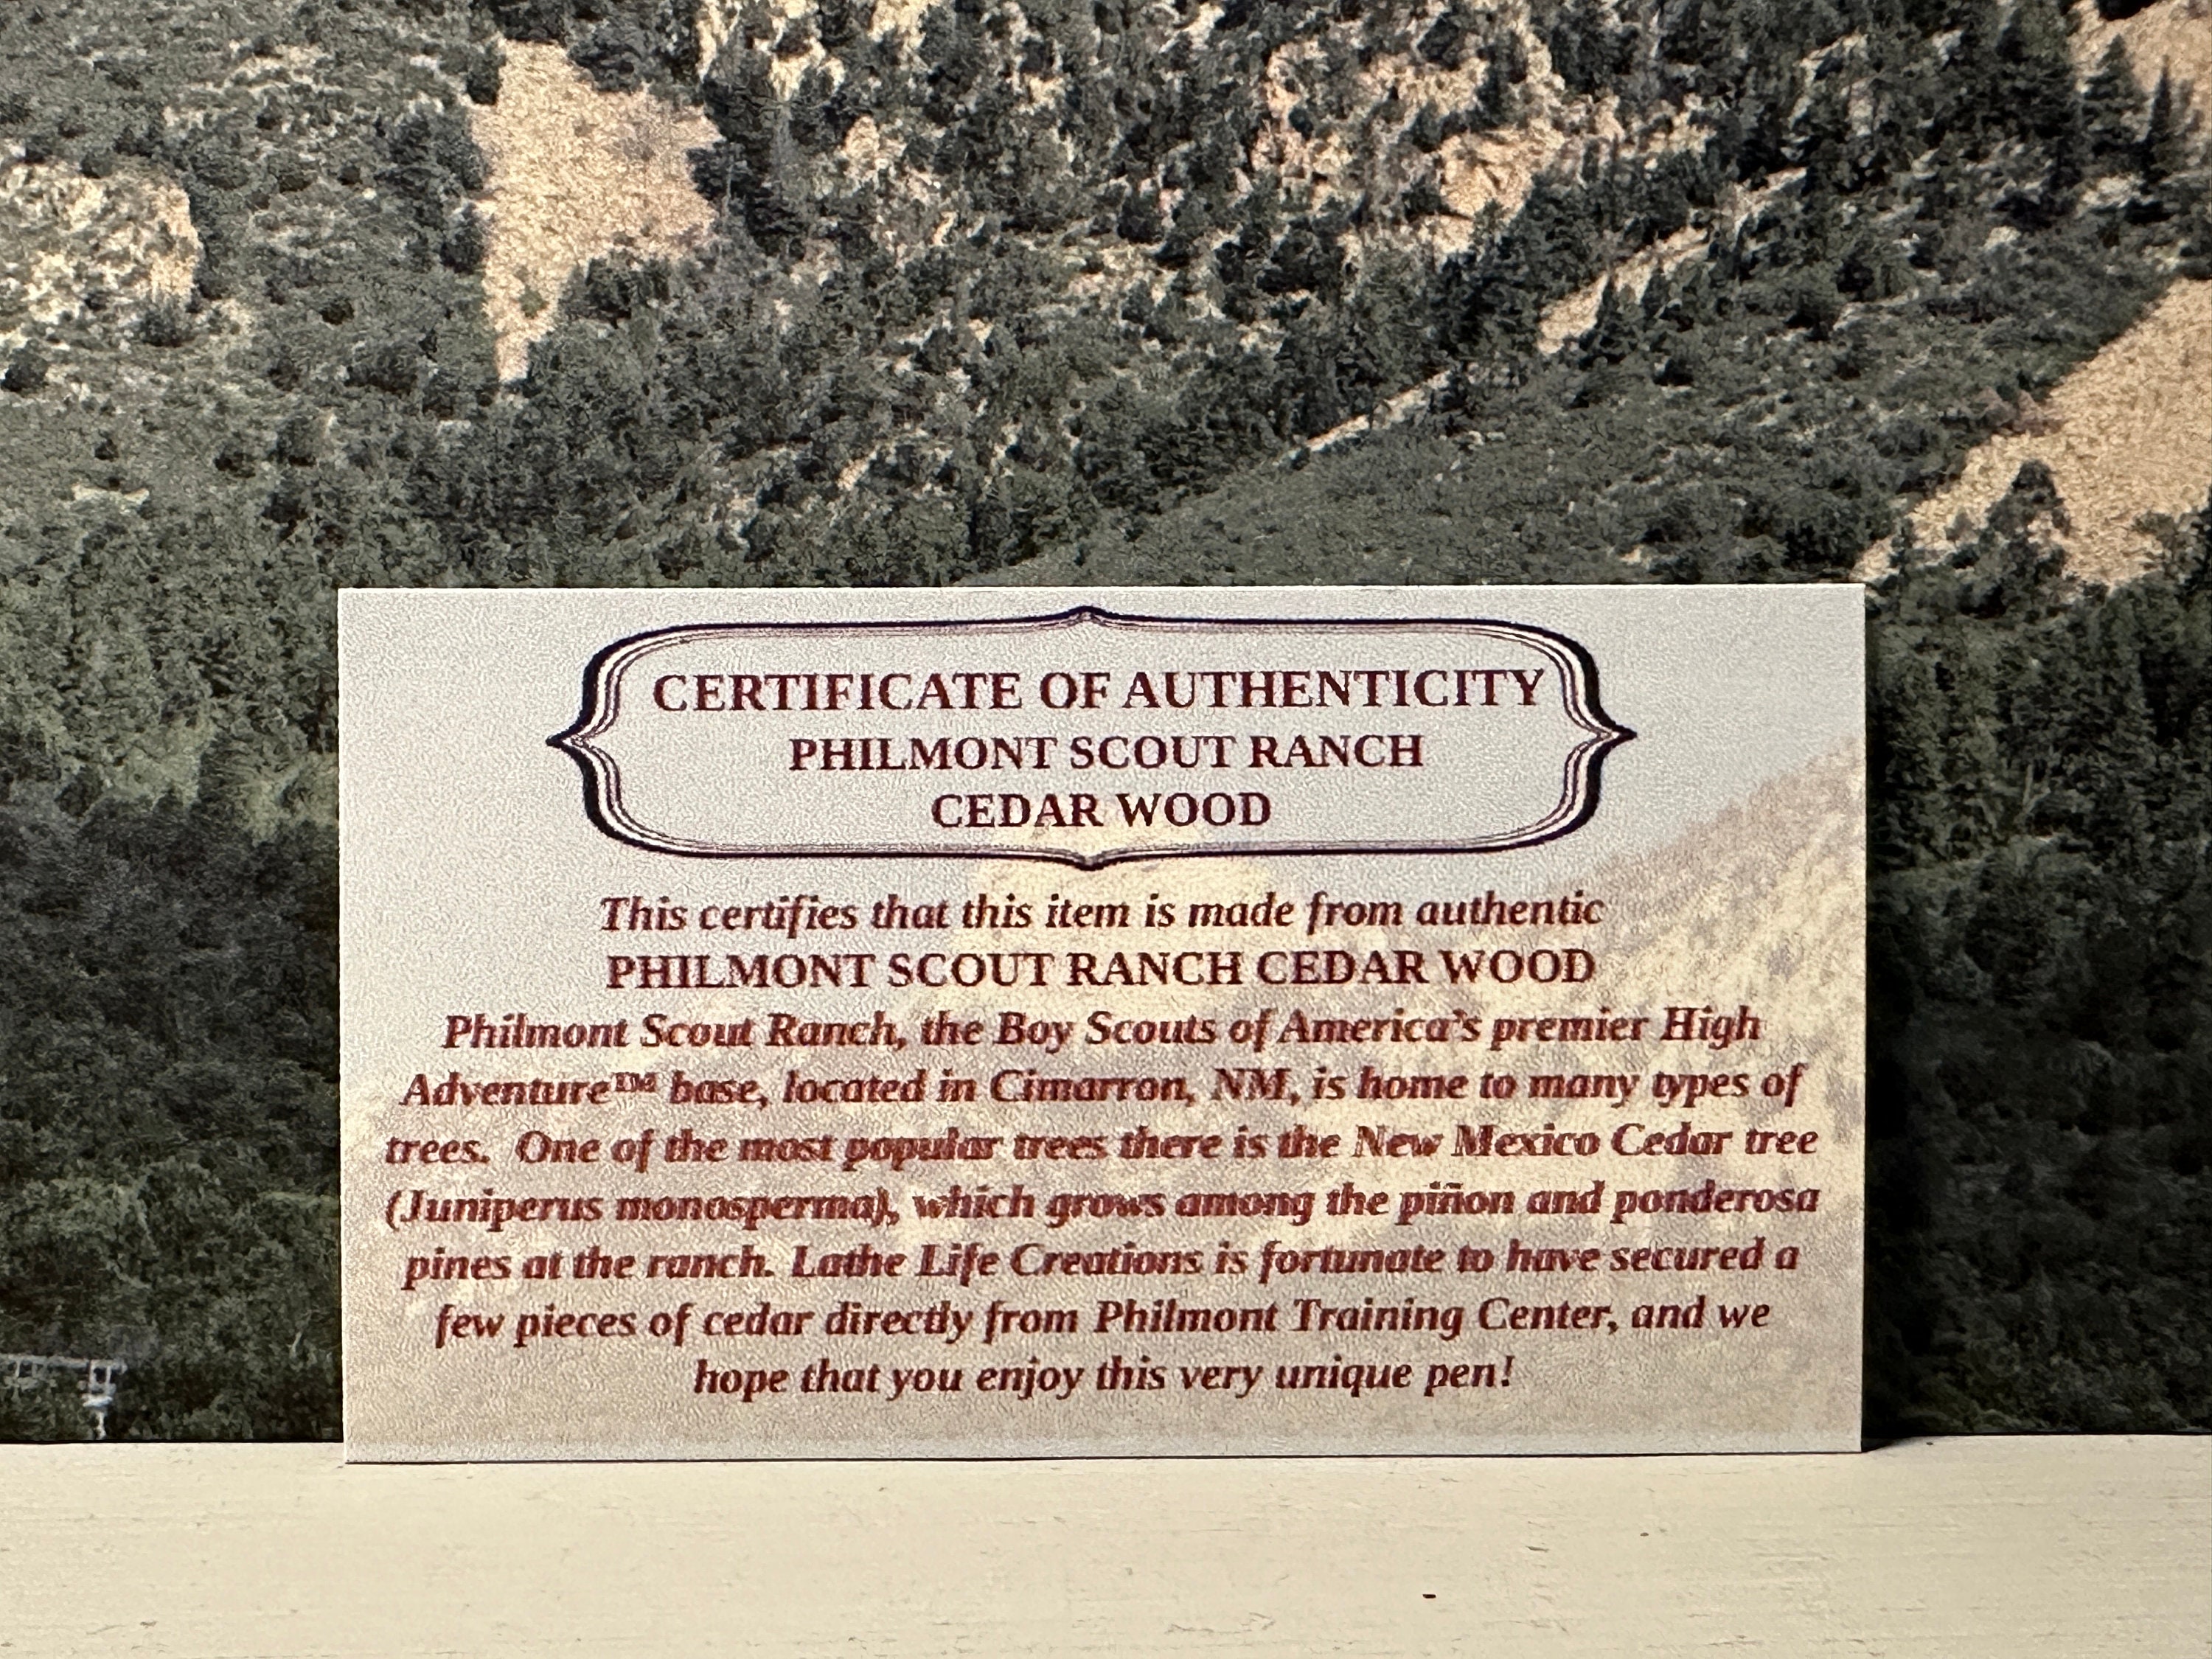 CERTIFICATE OF AUTHENTICITY
PHILMONT SCOUT RANCH
CEDAR WOOD
This certifies that this item is made from authentic
PHILMONT SCOUT RANCH CEDAR WOOD
Philmont Scout Ranch, the Boy Scouts of America's premier High
Adventure™ base, located in Cimarron, NM, is home to many types of
trees.  One of the most popular trees there is the New Mexico Cedar tree
(Juniperus monosperma), which grows among the piñon and ponderosa
pines at the ranch. Lathe Life Creations is fortunate to have secured a
few pieces of cedar directly from Philmont Training Center, and we
hope that you enjoy this very unique pen!